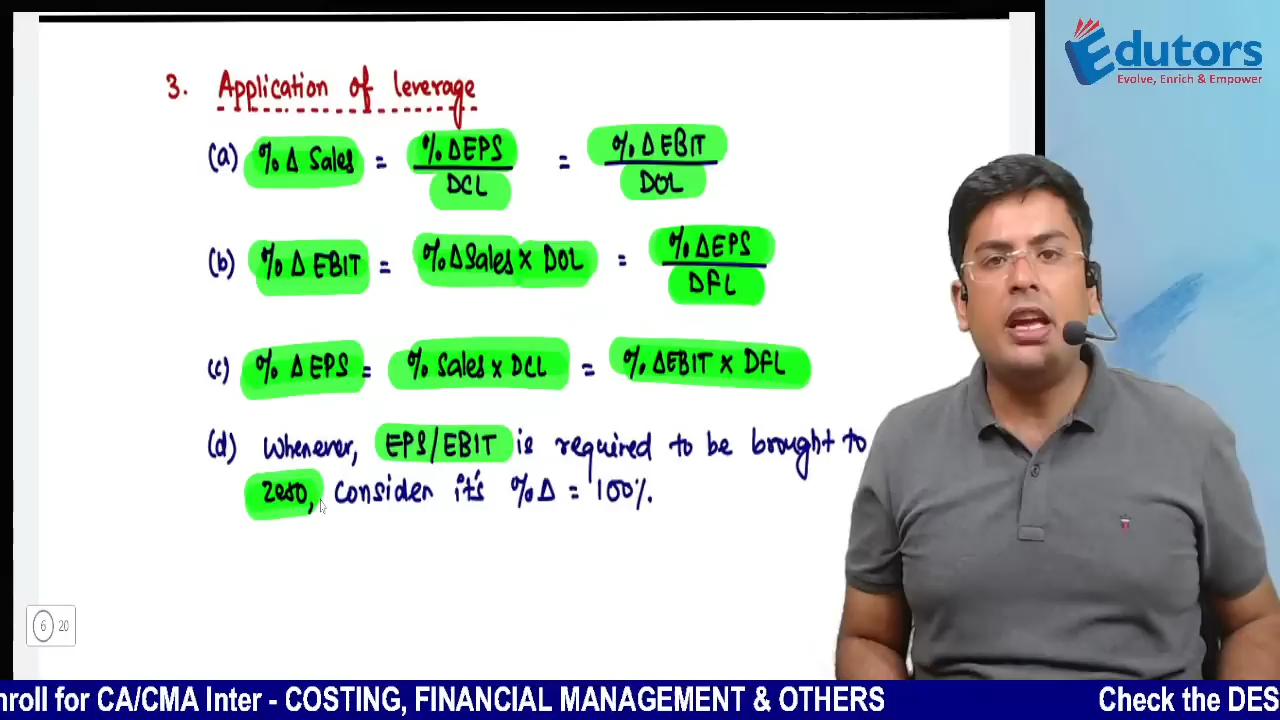 Edutors
Evolve, Enrich & Empower
3. Application of leverage
(a) % Δ Sales = % ΔEPS / DCL = % ΔEBIT / DOL
(b) % Δ EBIT = % ΔSales × DOL = % ΔEPS / DFL
(c) % Δ EPS = % Sales × DCL = % ΔEBIT × DFL
(d) Whenever, EPS/EBIT is required to be brought to
zero, consider it's % Δ = 100%.
6 20
nroll for CA/CMA Inter - COSTING, FINANCIAL MANAGEMENT & OTHERS Check the DES